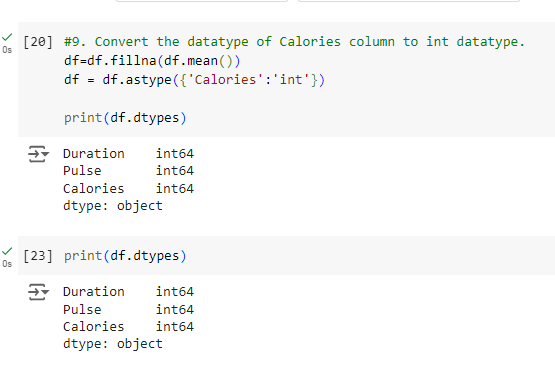 [20] #9. Convert the datatype of Calories column to int datatype.
0s
df=df.fillna(df.mean())
df = df.astype({'Calories':'int'})
print(df.dtypes)
Duration    int64
Pulse       int64
Calories    int64
dtype: object
[23] print(df.dtypes)
0s
Duration    int64
Pulse       int64
Calories    int64
dtype: object